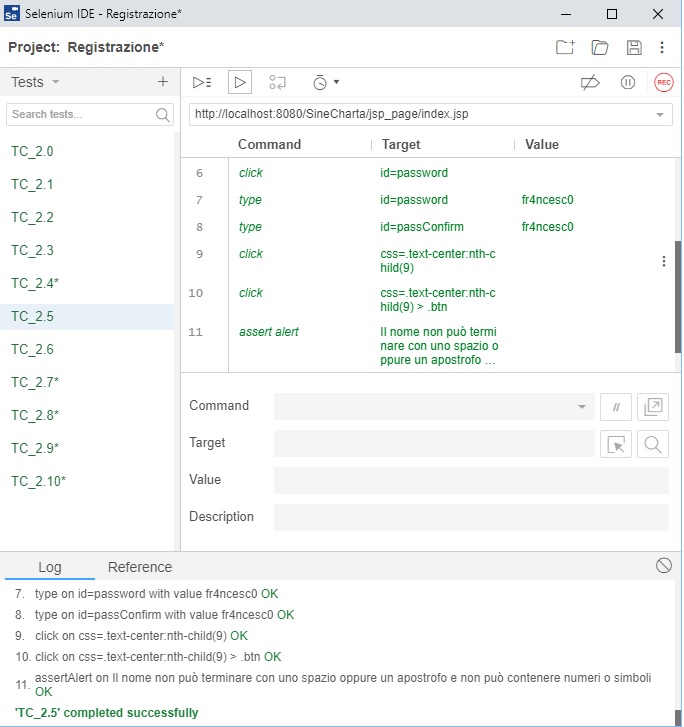 Se Selenium IDE - Registrazione*
Project: Registrazione*
Tests
REC
Search tests...
http://localhost:8080/SineCharta/jsp_page/index.jsp
TC_2.0
TC_2.1
TC_2.2
TC_2.3
TC_2.4*
TC_2.5
TC_2.6
TC_2.7*
TC_2.8*
TC_2.9*
TC_2.10*
Command Target Value
6 click id=password
7 type id=password fr4ncesc0
8 type id=passConfirm fr4ncesc0
9 click css=.text-center:nth-c
hild(9)
10 click css=.text-center:nth-c
hild(9) > .btn
11 assert alert Il nome non può termi
nare con uno spazio o
ppure un apostrofo ...
Command //
Target
Value
Description
Log Reference
7. type on id=password with value fr4ncesc0 OK
8. type on id=passConfirm with value fr4ncesc0 OK
9. click on css=.text-center:nth-child(9) OK
10. click on css=.text-center:nth-child(9) > .btn OK
11. assertAlert on Il nome non può terminare con uno spazio oppure un apostrofo e non può contenere numeri o simboli
OK
'TC_2.5' completed successfully